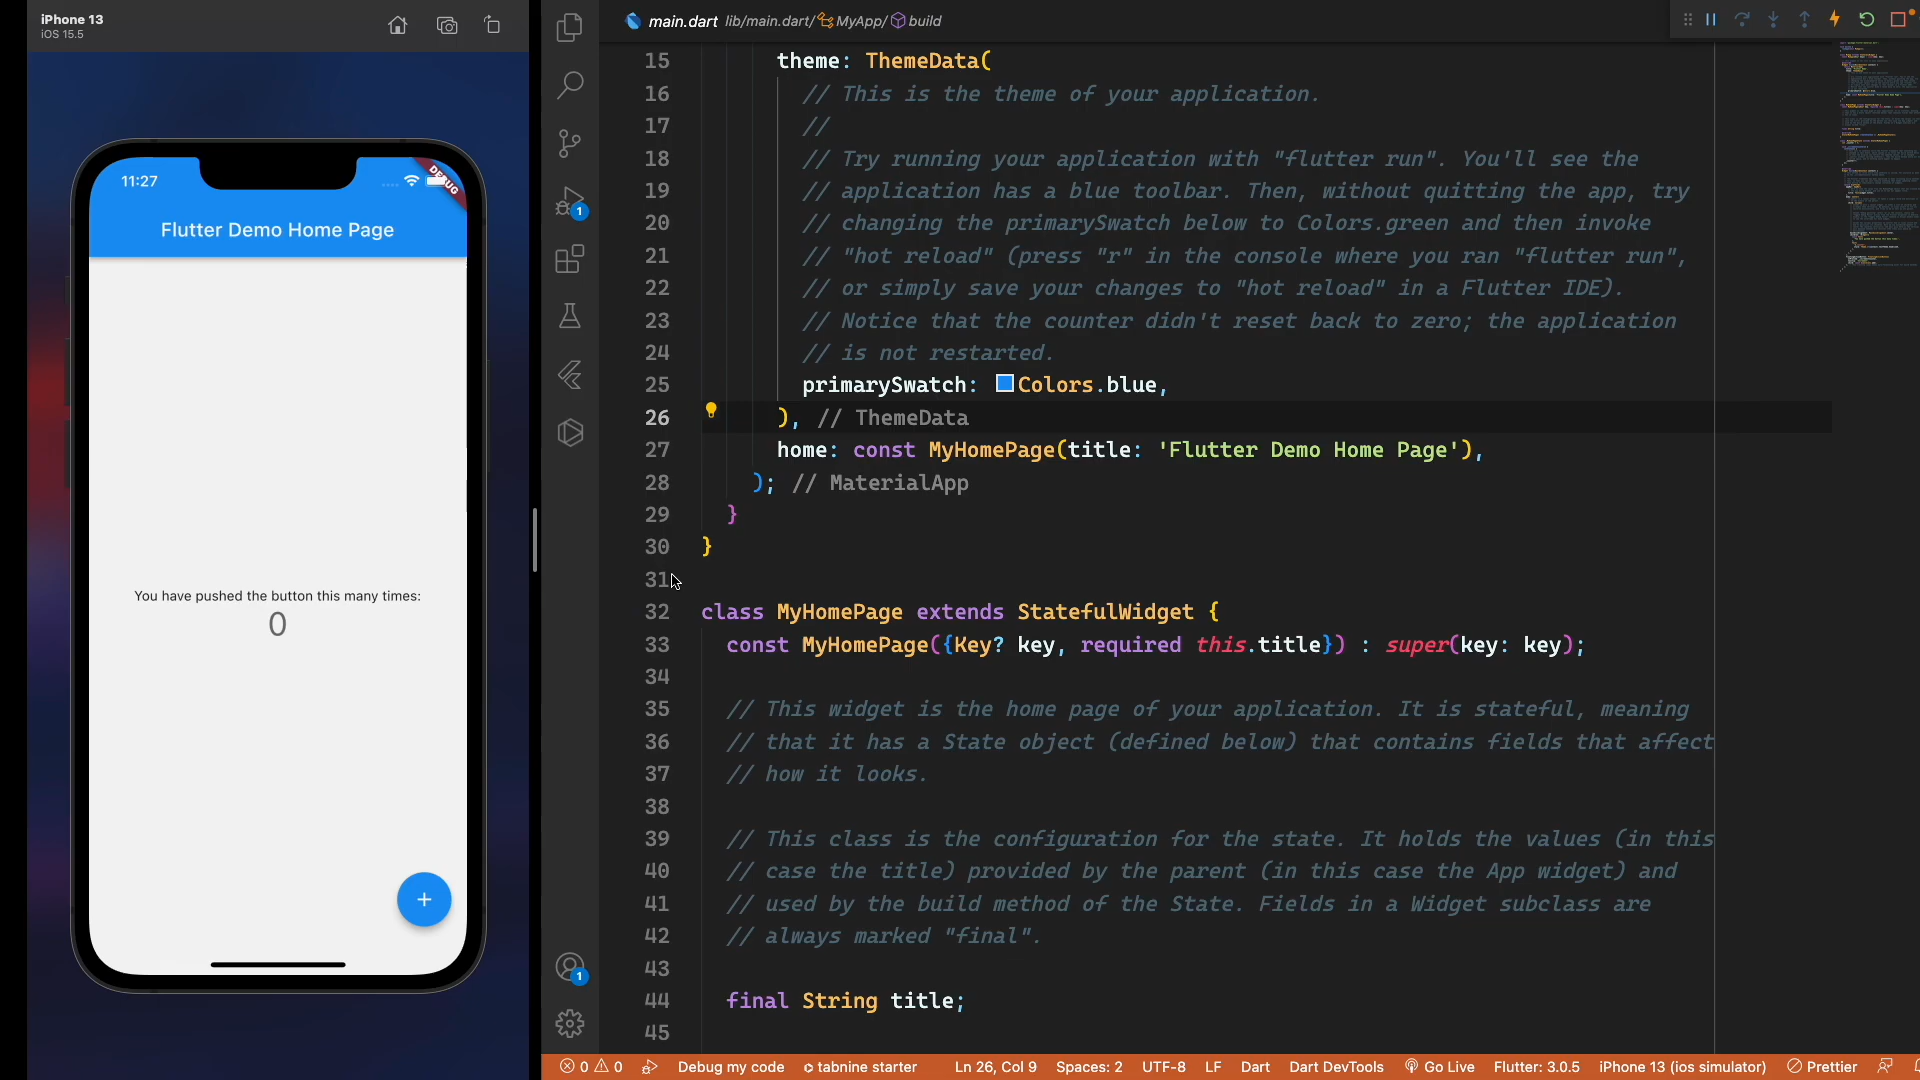 iPhone 13
iOS 15.5
11:27
DEBUG
Flutter Demo Home Page
You have pushed the button this many times:
0
+
main.dart lib/main.dart/MyApp/build
15 theme: ThemeData(
16 // This is the theme of your application.
17 //
18 // Try running your application with "flutter run". You'll see the
19 // application has a blue toolbar. Then, without quitting the app, try
20 // changing the primarySwatch below to Colors.green and then invoke
21 // "hot reload" (press "r" in the console where you ran "flutter run",
22 // or simply save your changes to "hot reload" in a Flutter IDE).
23 // Notice that the counter didn't reset back to zero; the application
24 // is not restarted.
25 primarySwatch: Colors.blue,
26 ), // ThemeData
27 home: const MyHomePage(title: 'Flutter Demo Home Page'),
28 ); // MaterialApp
29 }
30 }
31
32 class MyHomePage extends StatefulWidget {
33 const MyHomePage({Key? key, required this.title}) : super(key: key);
34
35 // This widget is the home page of your application. It is stateful, meaning
36 // that it has a State object (defined below) that contains fields that affect
37 // how it looks.
38
39 // This class is the configuration for the state. It holds the values (in this
40 // case the title) provided by the parent (in this case the App widget) and
41 // used by the build method of the State. Fields in a Widget subclass are
42 // always marked "final".
43
44 final String title;
45
1
1
0 0 Debug my code tabnine starter Ln 26, Col 9 Spaces: 2 UTF-8 LF Dart Dart DevTools Go Live Flutter: 3.0.5 iPhone 13 (ios simulator) Prettier